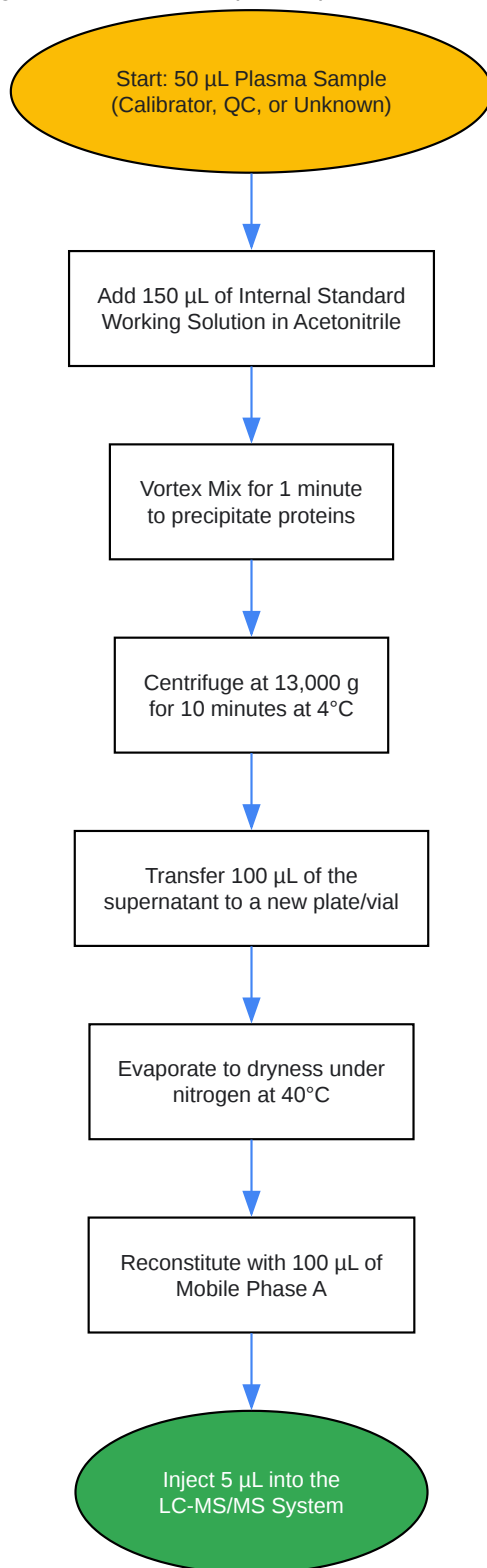 Start: 50 µL Plasma Sample
(Calibrator, QC, or Unknown)
Add 150 µL of Internal Standard
Working Solution in Acetonitrile
Vortex Mix for 1 minute
to precipitate proteins
Centrifuge at 13,000 g
for 10 minutes at 4°C
Transfer 100 µL of the
supernatant to a new plate/vial
Evaporate to dryness under
nitrogen at 40°C
Reconstitute with 100 µL of
Mobile Phase A
Inject 5 µL into the
LC-MS/MS System